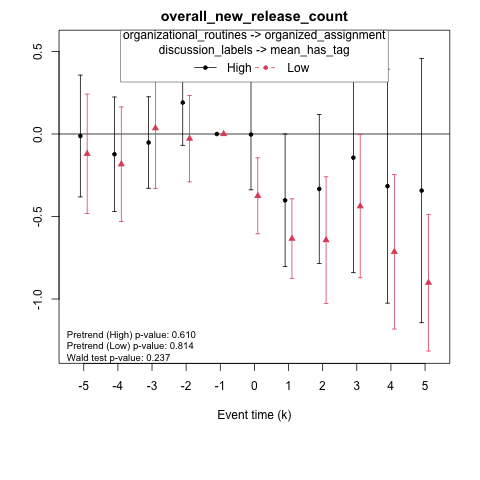 overall_new_release_count
organizational_routines -> organized_assignment
discussion_labels -> mean_has_tag
High Low
0.5
0.0
-0.5
-1.0
Pretrend (High) p-value: 0.610
Pretrend (Low) p-value: 0.814
Wald test p-value: 0.237
-5 -4 -3 -2 -1 0 1 2 3 4 5
Event time (k)